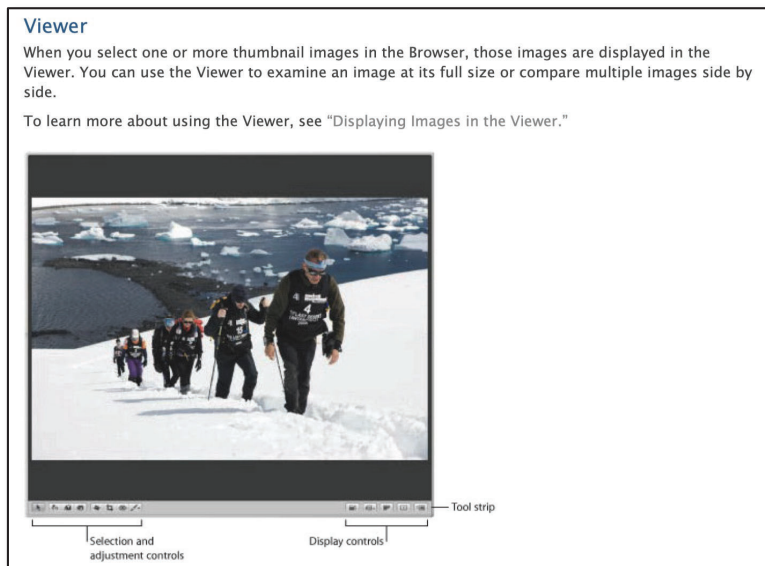 Viewer
When you select one or more thumbnail images in the Browser, those images are displayed in the
Viewer. You can use the Viewer to examine an image at its full size or compare multiple images side by
side.
To learn more about using the Viewer, see “Displaying Images in the Viewer.”
4
15
Tool strip
Selection and
adjustment controls
Display controls